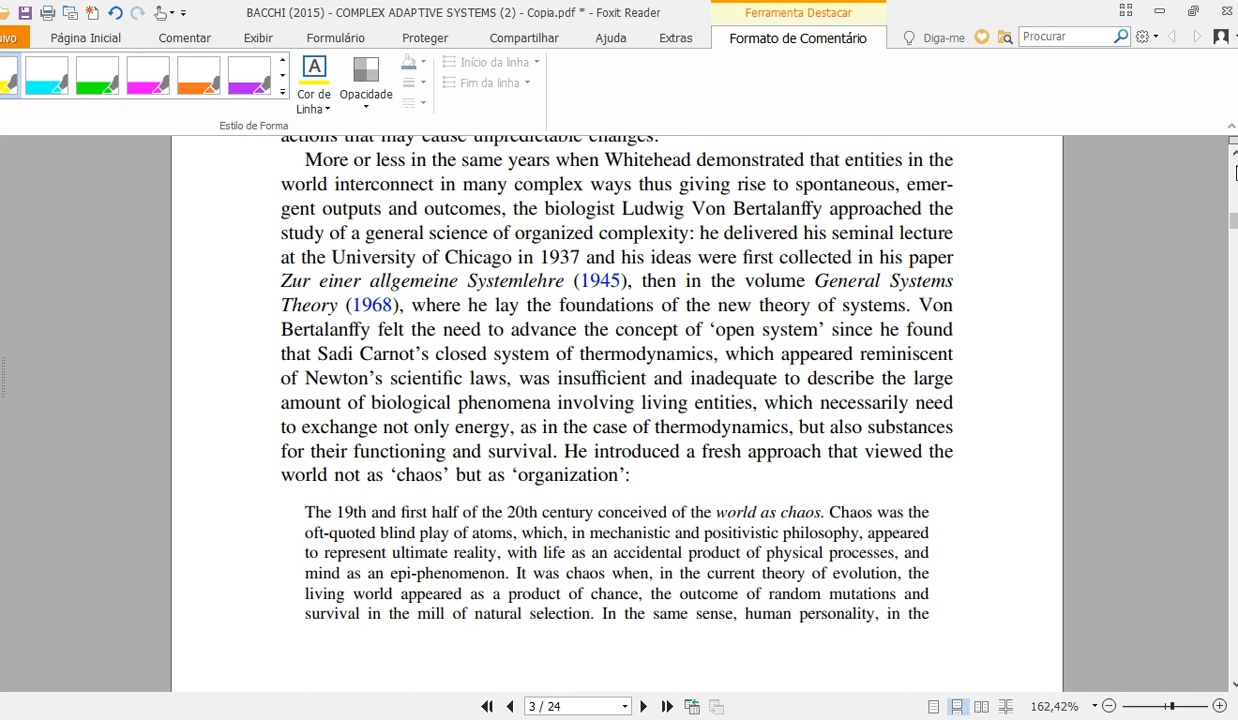 BACCHI (2015) - COMPLEX ADAPTIVE SYSTEMS (2) - Copia.pdf * - Foxit Reader
Ferramenta Destacar
ivo Página Inicial Comentar Exibir Formulário Proteger Compartilhar Ajuda Extras Formato de Comentário Diga-me Procurar
A
Início da linha
Fim da linha
Cor de Linha
Opacidade
Estilo de Forma
actions that may cause unpredictable changes.
More or less in the same years when Whitehead demonstrated that entities in the
world interconnect in many complex ways thus giving rise to spontaneous, emer-
gent outputs and outcomes, the biologist Ludwig Von Bertalanffy approached the
study of a general science of organized complexity: he delivered his seminal lecture
at the University of Chicago in 1937 and his ideas were first collected in his paper
Zur einer allgemeine Systemlehre (1945), then in the volume General Systems
Theory (1968), where he lay the foundations of the new theory of systems. Von
Bertalanffy felt the need to advance the concept of ‘open system’ since he found
that Sadi Carnot’s closed system of thermodynamics, which appeared reminiscent
of Newton’s scientific laws, was insufficient and inadequate to describe the large
amount of biological phenomena involving living entities, which necessarily need
to exchange not only energy, as in the case of thermodynamics, but also substances
for their functioning and survival. He introduced a fresh approach that viewed the
world not as ‘chaos’ but as ‘organization’:
The 19th and first half of the 20th century conceived of the world as chaos. Chaos was the
oft-quoted blind play of atoms, which, in mechanistic and positivistic philosophy, appeared
to represent ultimate reality, with life as an accidental product of physical processes, and
mind as an epi-phenomenon. It was chaos when, in the current theory of evolution, the
living world appeared as a product of chance, the outcome of random mutations and
survival in the mill of natural selection. In the same sense, human personality, in the
3 / 24
162,42%